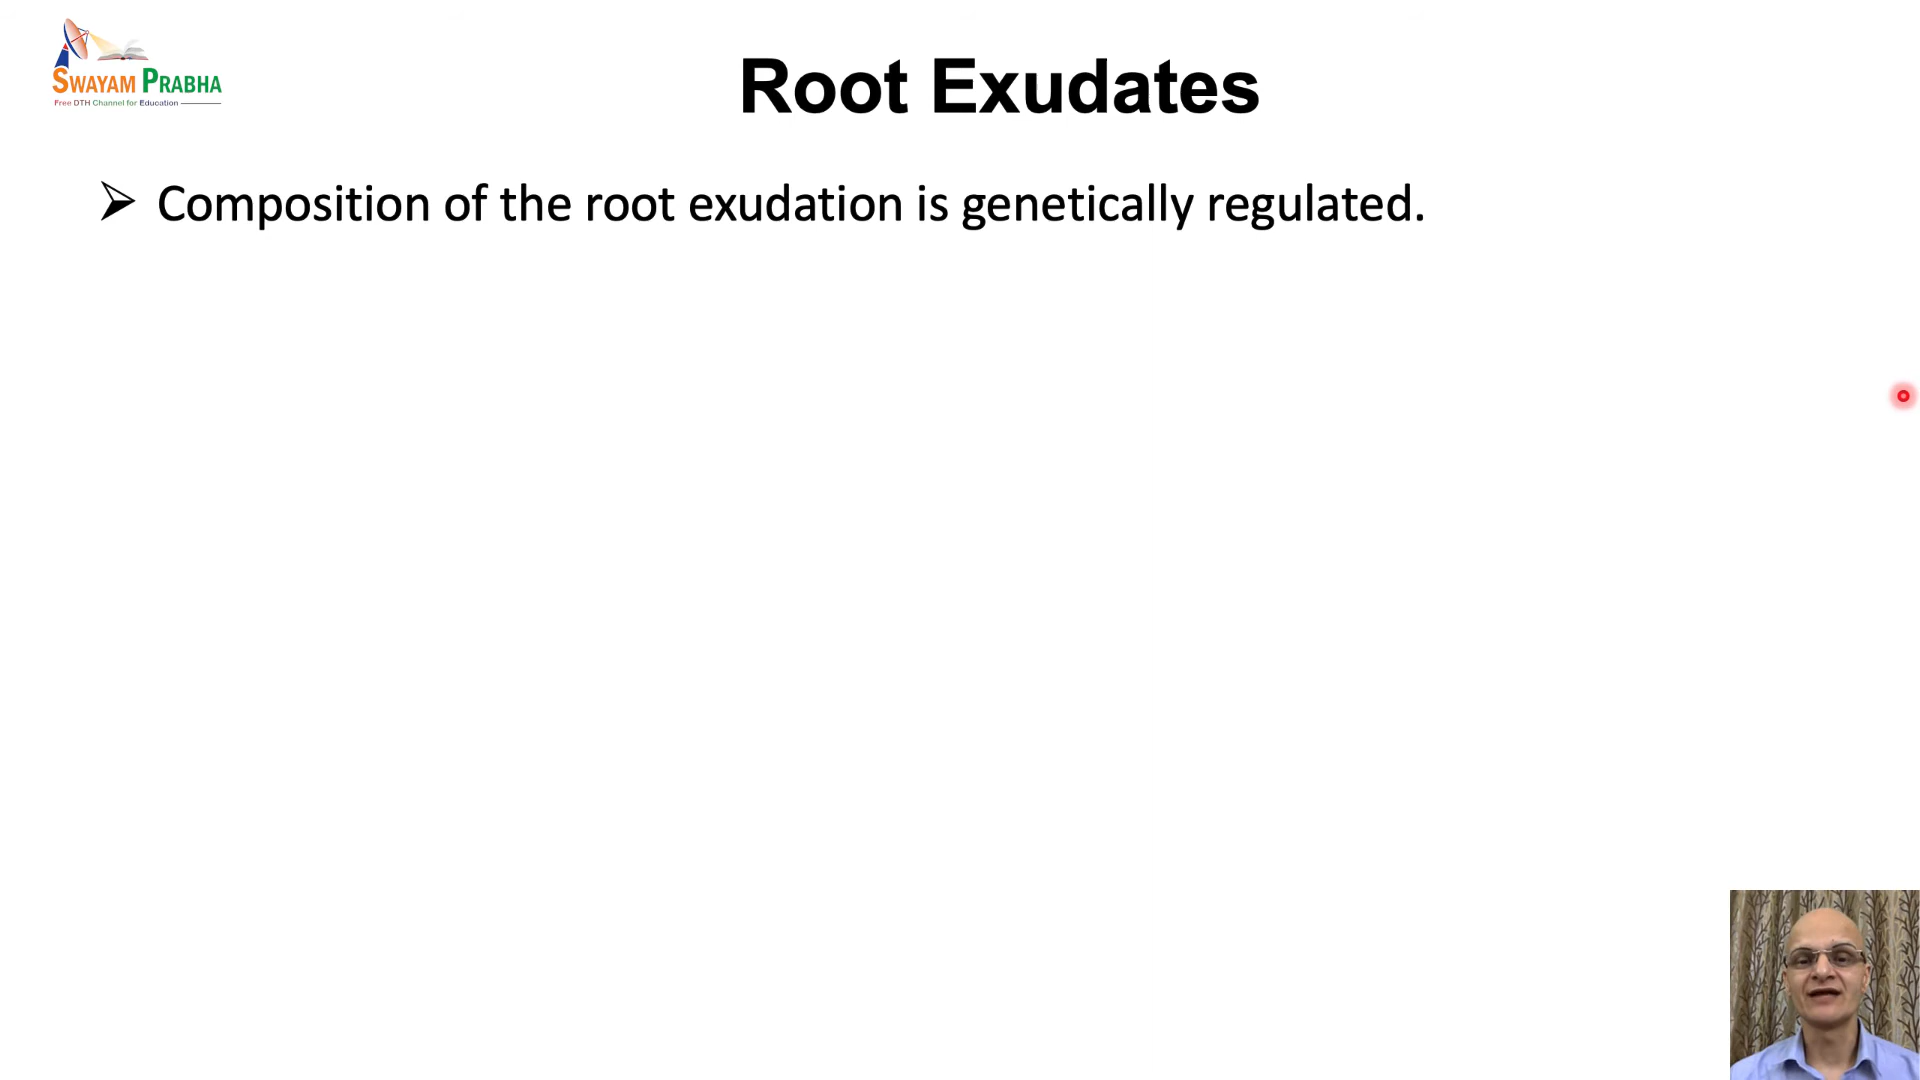 SWAYAM PRABHA
Free DTH Channel for Education
Root Exudates
Composition of the root exudation is genetically regulated.